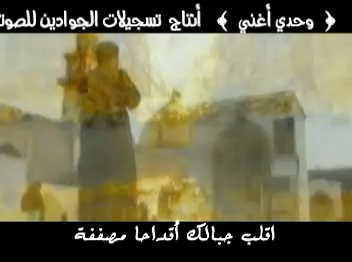 ﴿ وحدي أغني ﴾ أنتاج تسجيلات الجوادين للصوت
اقلب جبالك أقداحا مصففة